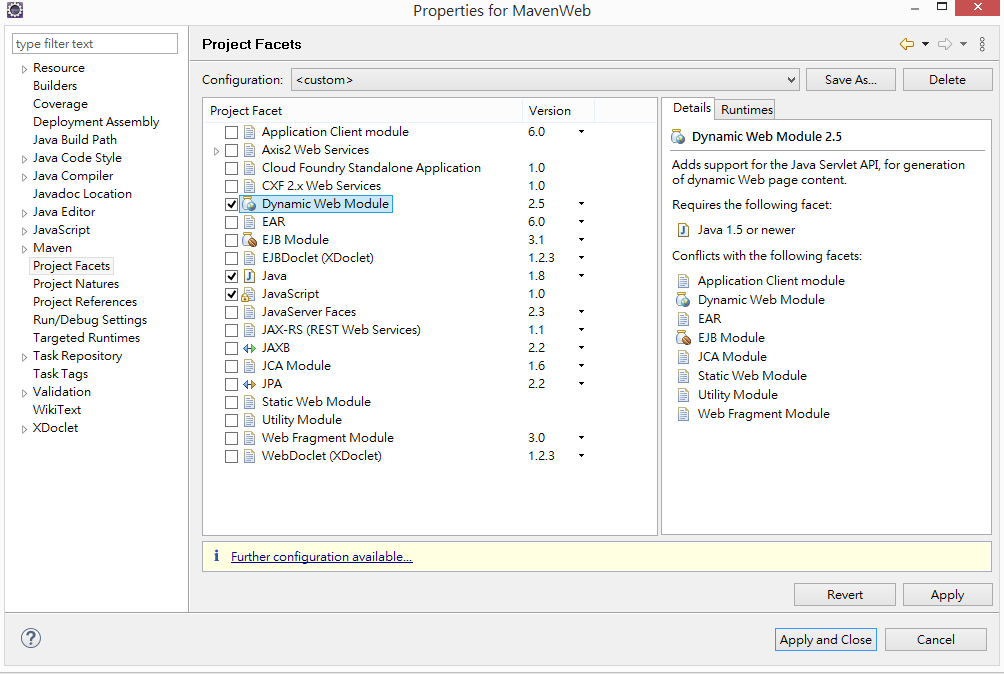 Properties for MavenWeb
type filter text
Resource
Builders
Coverage
Deployment Assembly
Java Build Path
Java Code Style
Java Compiler
Javadoc Location
Java Editor
JavaScript
Maven
Project Facets
Project Natures
Project References
Run/Debug Settings
Targeted Runtimes
Task Repository
Task Tags
Validation
WikiText
XDoclet
Project Facets
Configuration: <custom> Save As... Delete
Project Facet Version
Application Client module 6.0
Axis2 Web Services
Cloud Foundry Standalone Application 1.0
CXF 2.x Web Services 1.0
Dynamic Web Module 2.5
EAR 6.0
EJB Module 3.1
EJBDoclet (XDoclet) 1.2.3
Java 1.8
JavaScript 1.0
JavaServer Faces 2.3
JAX-RS (REST Web Services) 1.1
JAXB 2.2
JCA Module 1.6
JPA 2.2
Static Web Module
Utility Module
Web Fragment Module 3.0
WebDoclet (XDoclet) 1.2.3
Details Runtimes
Dynamic Web Module 2.5
Adds support for the Java Servlet API, for generation
of dynamic Web page content.
Requires the following facet:
Java 1.5 or newer
Conflicts with the following facets:
Application Client module
Dynamic Web Module
EAR
EJB Module
JCA Module
Static Web Module
Utility Module
Web Fragment Module
Further configuration available...
Revert Apply
Apply and Close Cancel